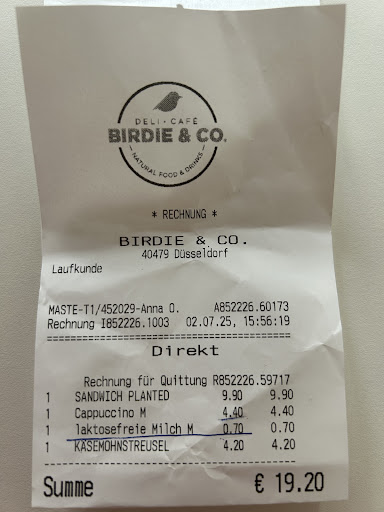 DELI · CAFÉ
BIRDIE & CO.
NATURAL FOOD & DRINKS
* RECHNUNG *
BIRDIE & CO.
40479 Düsseldorf
Laufkunde
MASTE-T1/452029-Anna O. A852226.60173
Rechnung I852226.1003 02.07.25, 15:56:19
Direkt
Rechnung für Quittung R852226.59717
1 SANDWICH PLANTED 9.90 9.90
1 Cappuccino M 4.40 4.40
1 laktosefreie Milch M 0.70 0.70
1 KÄSEMOHNSTREUSEL 4.20 4.20
Summe € 19.20